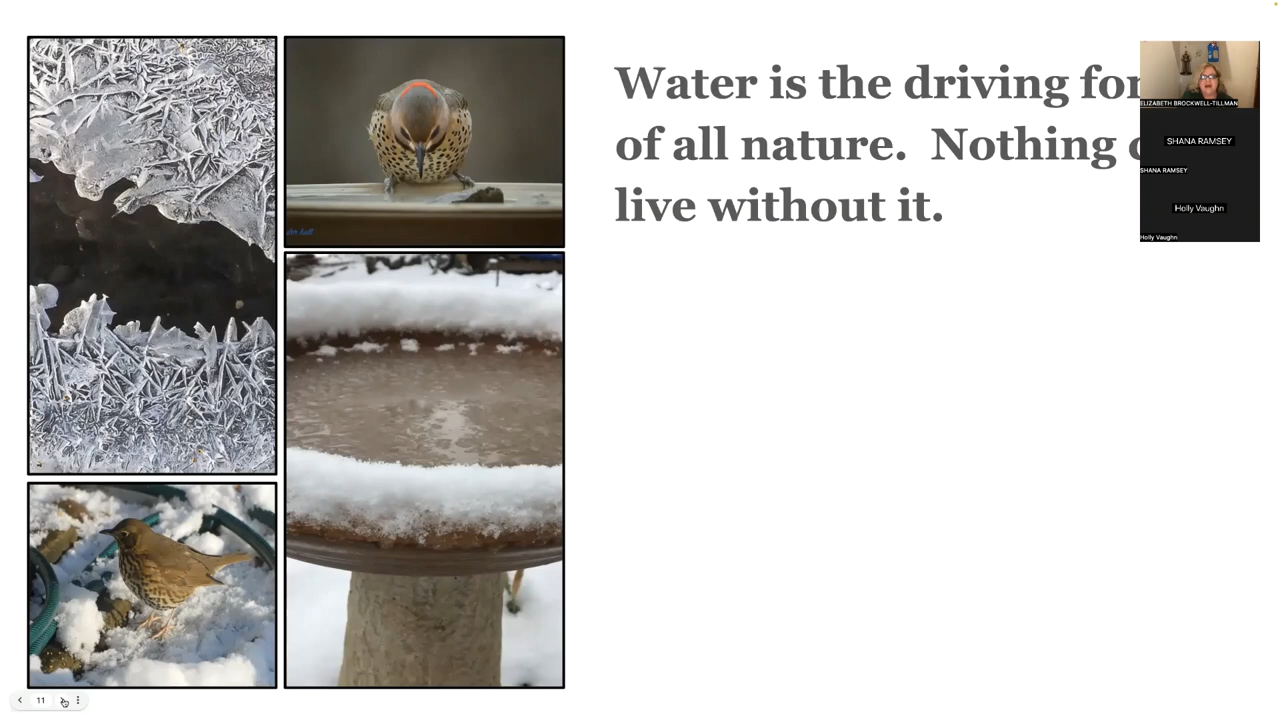 Water is the driving for
of all nature. Nothing
live without it.
ELIZABETH BROCKWELL-TILLMAN
SHANA RAMSEY
SHANA RAMSEY
Holly Vaughn
Holly Vaughn
11